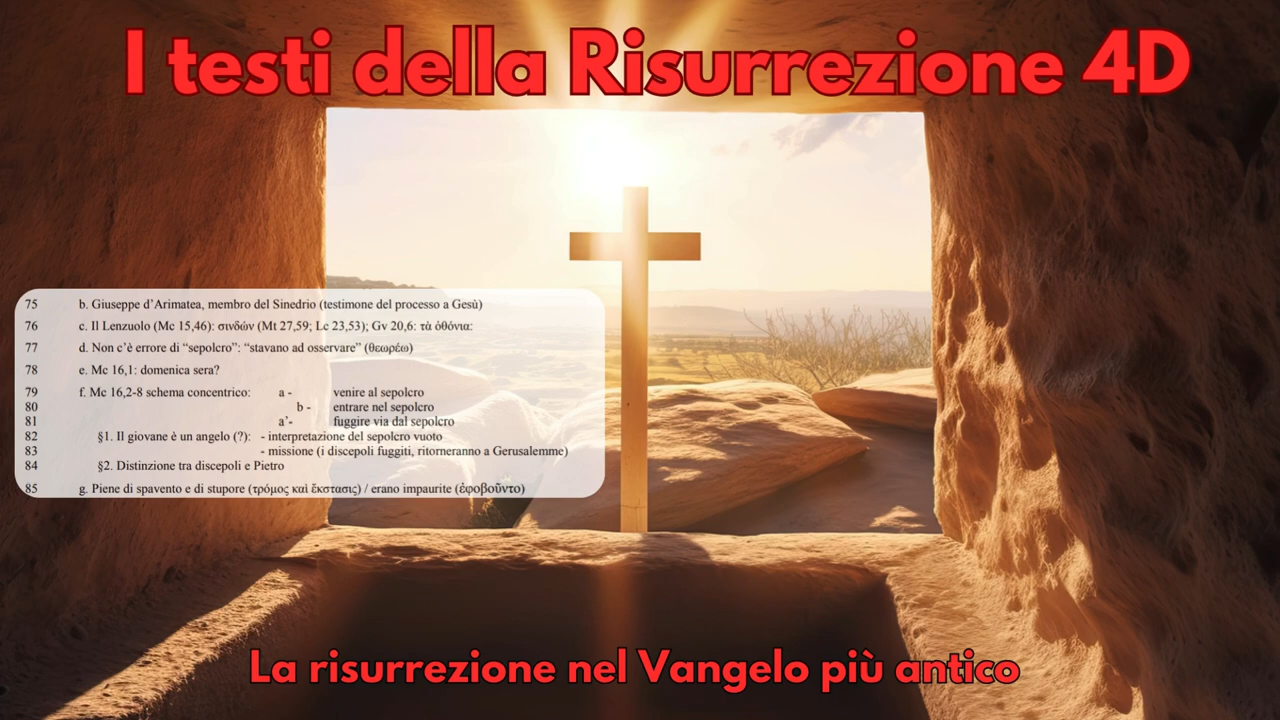 I testi della Risurrezione 4D
75 b. Giuseppe d’Arimatea, membro del Sinedrio (testimone del processo a Gesù)
76 c. Il Lenzuolo (Mc 15,46): σινδών (Mt 27,59; Lc 23,53); Gv 20,6: τὰ ὀθόνια:
77 d. Non c’è errore di “sepolcro”: “stavano ad osservare” (θεωρέω)
78 e. Mc 16,1: domenica sera?
79 f. Mc 16,2-8 schema concentrico: a - venire al sepolcro
80 b - entrare nel sepolcro
81 a’- fuggire via dal sepolcro
82 §1. Il giovane è un angelo (?): - interpretazione del sepolcro vuoto
83 - missione (i discepoli fuggiti, ritorneranno a Gerusalemme)
84 §2. Distinzione tra discepoli e Pietro
85 g. Piene di spavento e di stupore (τρόμος καὶ ἔκστασις) / erano impaurite (ἐφοβοῦντο)
La risurrezione nel Vangelo più antico